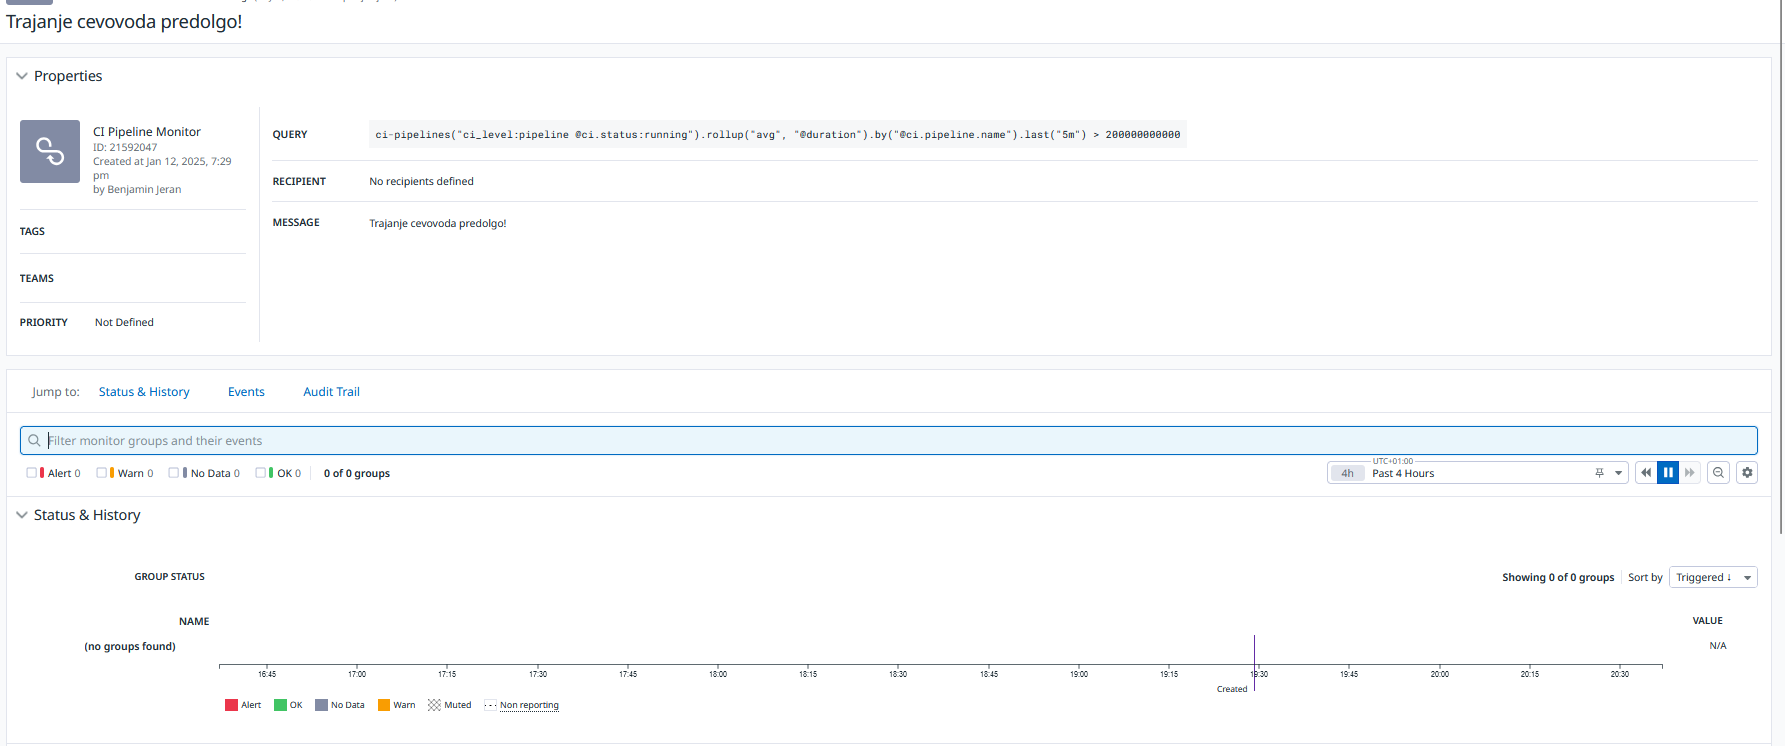 Trajanje cevovoda predolgo!
Properties
CI Pipeline Monitor
ID: 21592047
Created at Jan 12, 2025, 7:29
pm
by Benjamin Jeran
TAGS
TEAMS
PRIORITY Not Defined
QUERY ci-pipelines("ci_level:pipeline @ci.status:running").rollup("avg", "@duration").by("@ci.pipeline.name").last("5m") > 200000000000
RECIPIENT No recipients defined
MESSAGE Trajanje cevovoda predolgo!
Jump to: Status & History Events Audit Trail
Filter monitor groups and their events
Alert 0 Warn 0 No Data 0 OK 0 0 of 0 groups
UTC+01:00
4h Past 4 Hours
Status & History
GROUP STATUS
Showing 0 of 0 groups Sort by Triggered ↓
NAME VALUE
(no groups found) N/A
16:45 17:00 17:15 17:30 17:45 18:00 18:15 18:30 18:45 19:00 19:15 19:30 19:45 20:00 20:15 20:30
Created
Alert OK No Data Warn Muted Non reporting